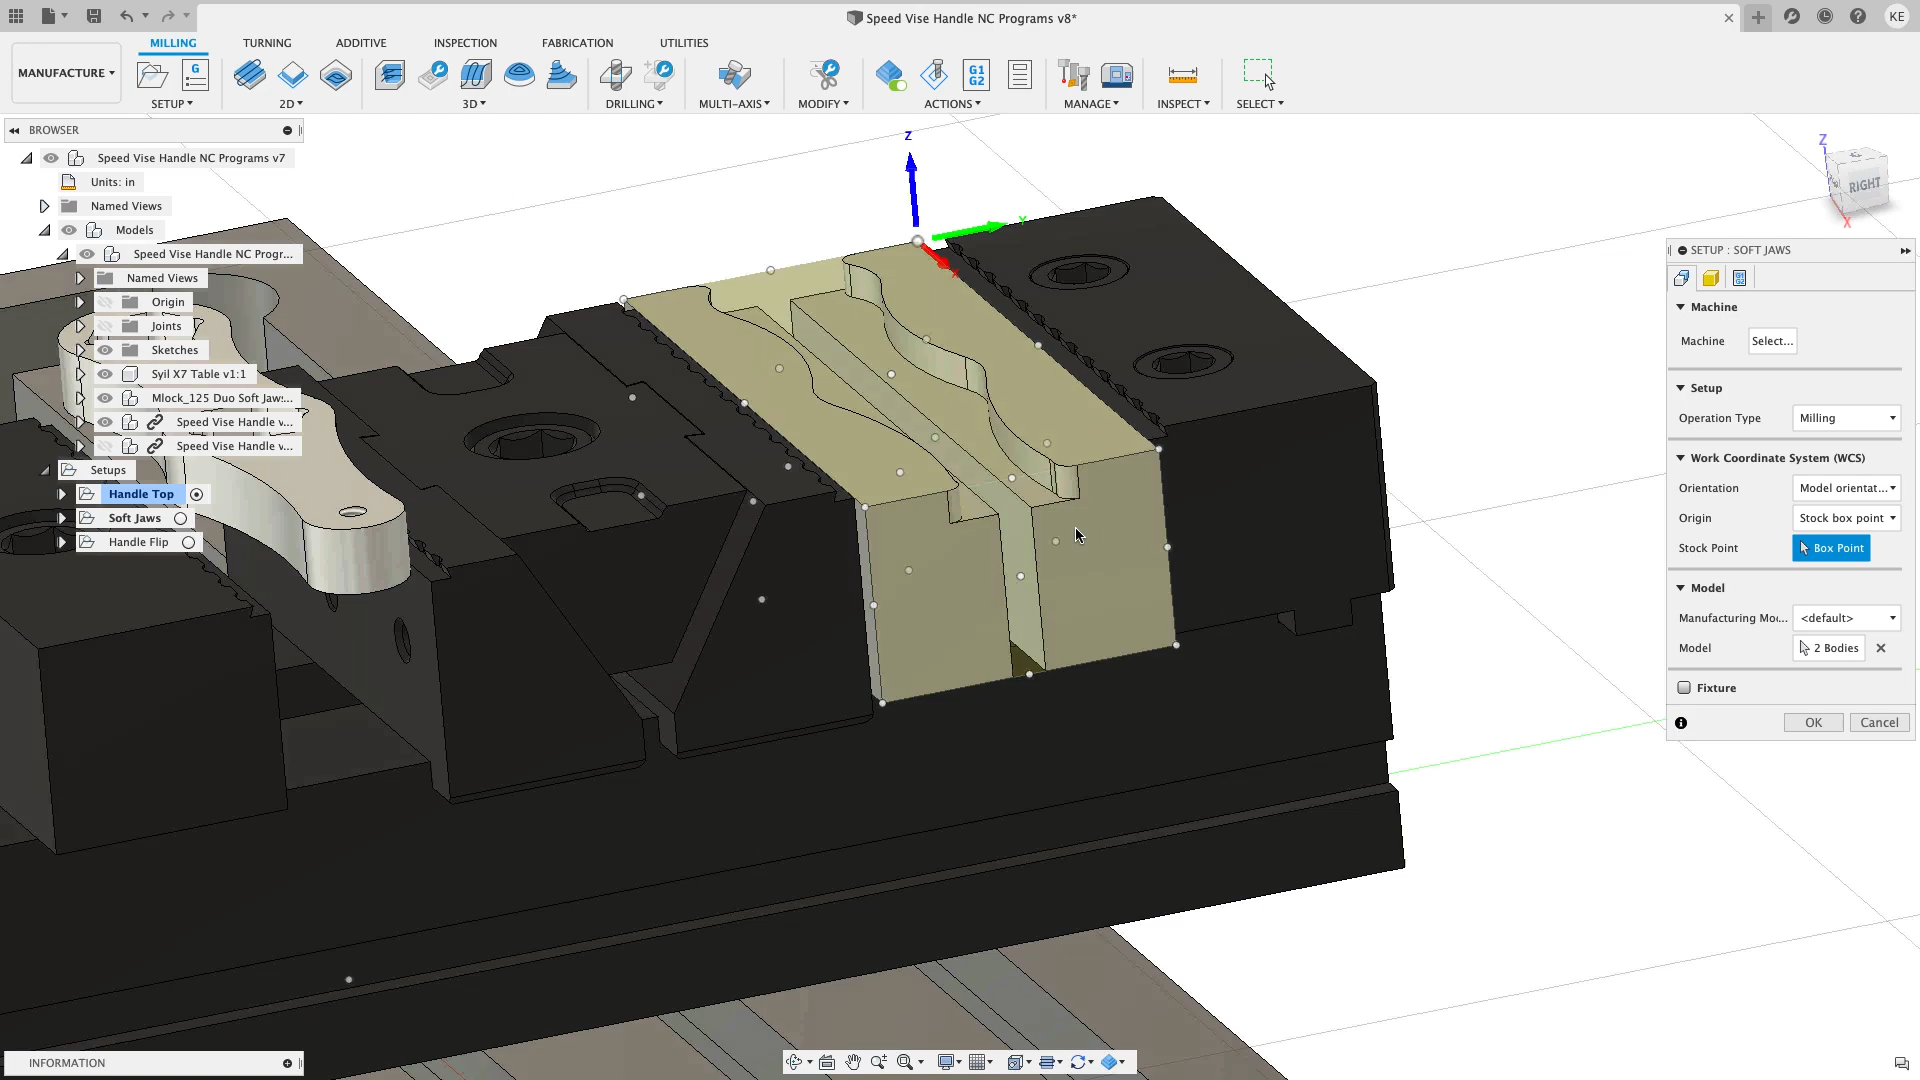 Speed Vise Handle NC Programs v8*
KE
MANUFACTURE
MILLING
TURNING
ADDITIVE
INSPECTION
FABRICATION
UTILITIES
G
G1
G2
SETUP
2D
3D
DRILLING
MULTI-AXIS
MODIFY
ACTIONS
MANAGE
INSPECT
SELECT
BROWSER
Speed Vise Handle NC Programs v7
Units: in
Named Views
Models
Speed Vise Handle NC Progr...
Named Views
Origin
Joints
Sketches
Syil X7 Table v1:1
Mlock_125 Duo Soft Jaw:...
Speed Vise Handle v...
Speed Vise Handle v...
Setups
Handle Top
Soft Jaws
Handle Flip
Z
Y
X
Z
RIGHT
X
SETUP : SOFT JAWS
Machine
Machine
Select...
Setup
Operation Type
Milling
Work Coordinate System (WCS)
Orientation
Model orientat...
Origin
Stock box point
Stock Point
Box Point
Model
Manufacturing Mo...
<default>
Model
2 Bodies
Fixture
OK
Cancel
INFORMATION